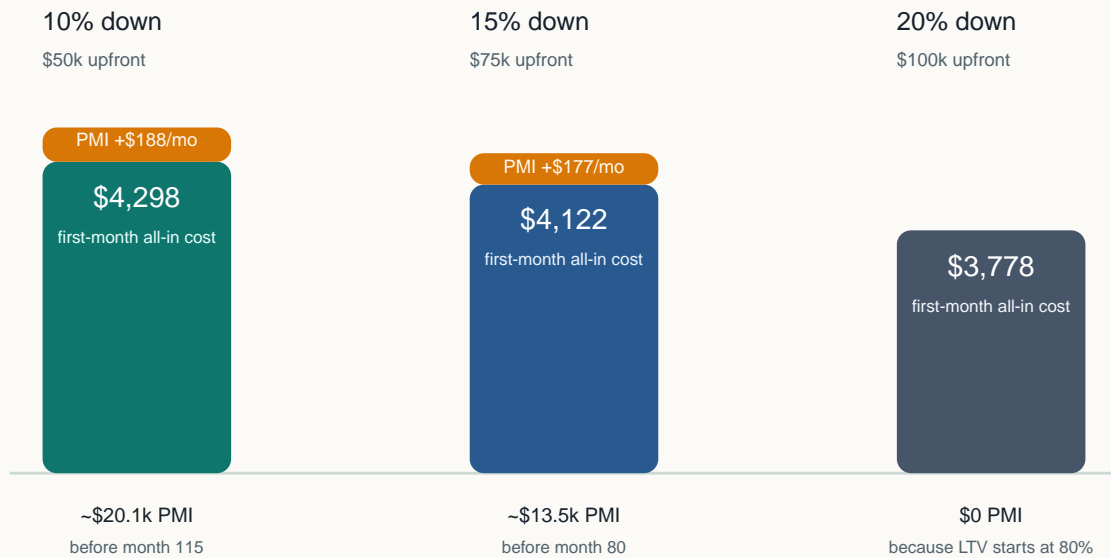 10% down
$50k upfront
PMI +$188/mo
$4,298
first-month all-in cost
~$20.1k PMI
before month 115
15% down
$75k upfront
PMI +$177/mo
$4,122
first-month all-in cost
~$13.5k PMI
before month 80
20% down
$100k upfront
$3,778
first-month all-in cost
$0 PMI
because LTV starts at 80%